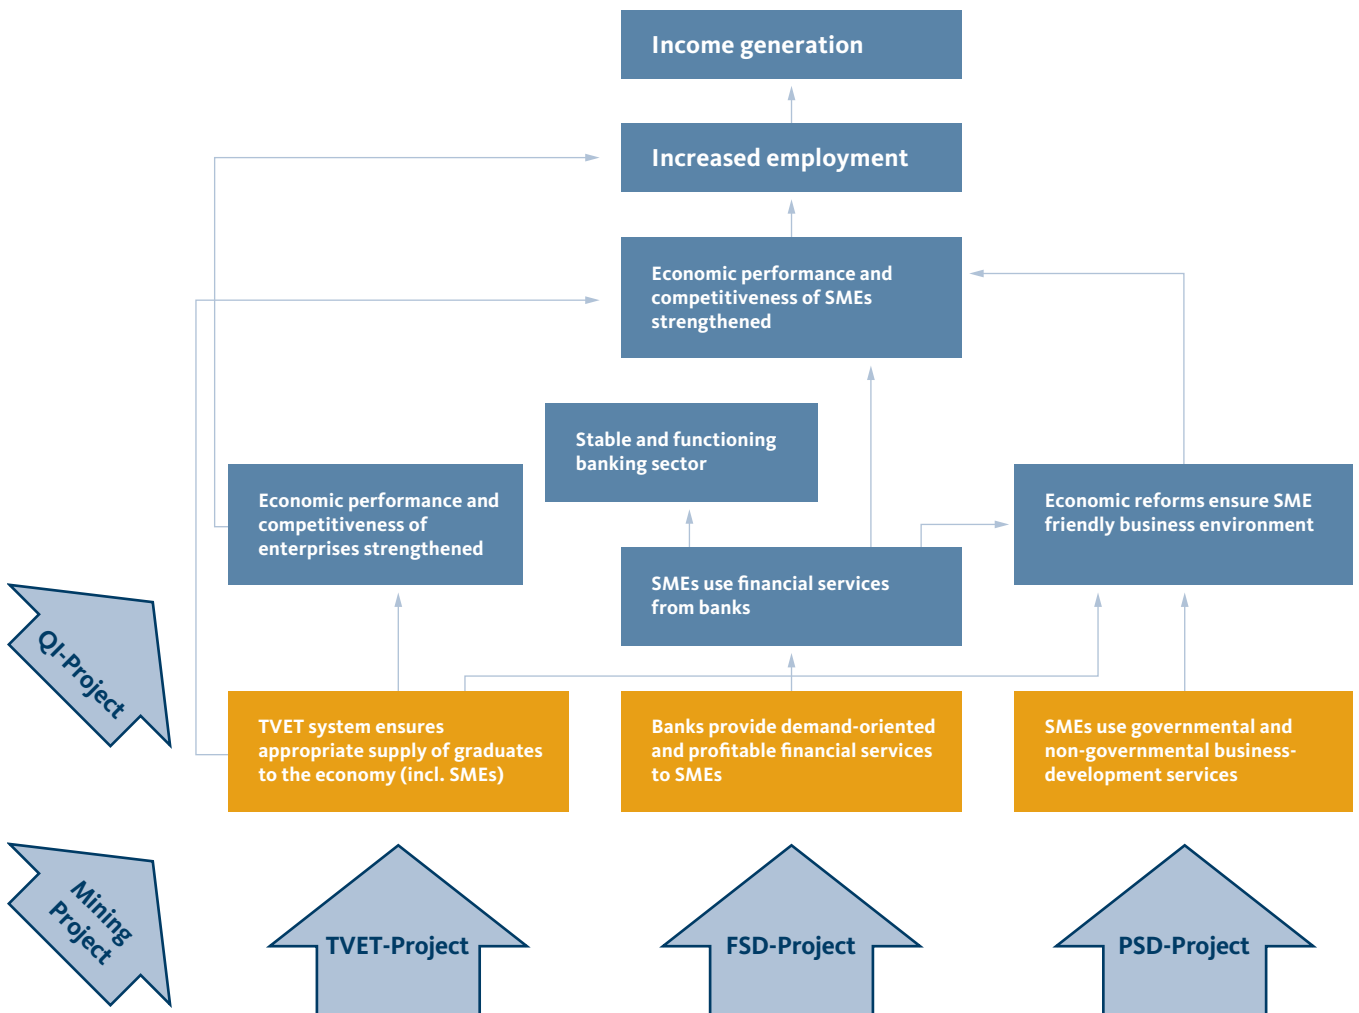 Income generation
Increased employment
Economic performance and
competitiveness of SMEs
strengthened
Stable and functioning
banking sector
Economic performance and
competitiveness of
enterprises strengthened
Economic reforms ensure SME
friendly business environment
SMEs use financial services
from banks
QI-Project
TVET system ensures
appropriate supply of graduates
to the economy (incl. SMEs)
Banks provide demand-oriented
and profitable financial services
to SMEs
SMEs use governmental and
non-governmental business-
development services
Mining
Project
TVET-Project
FSD-Project
PSD-Project